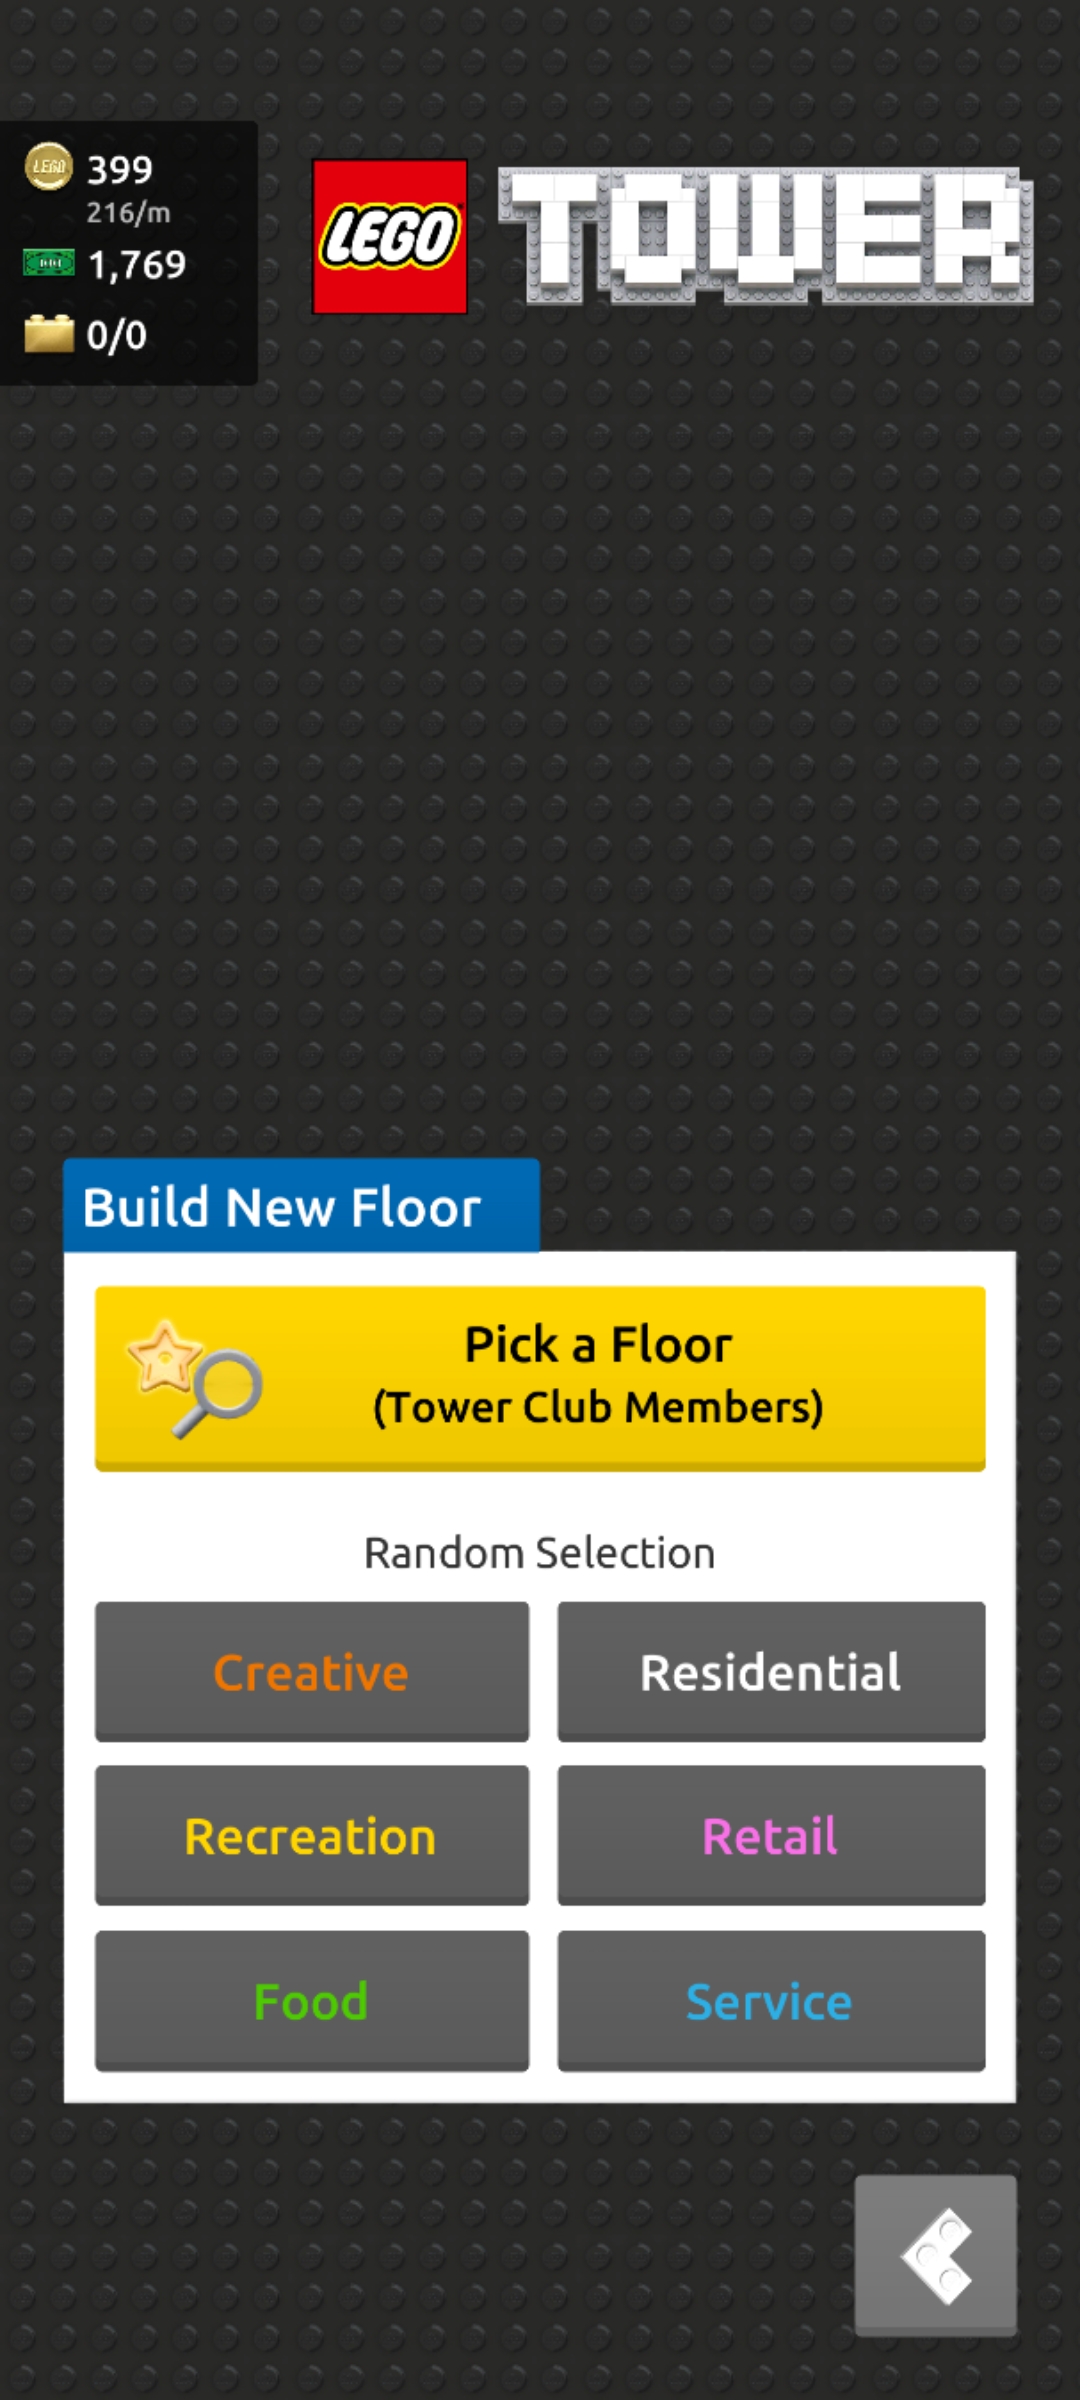 399
216/m
1,769
0/0
LEGO TOWER
Build New Floor
Pick a Floor
(Tower Club Members)
Random Selection
Creative
Residential
Recreation
Retail
Food
Service